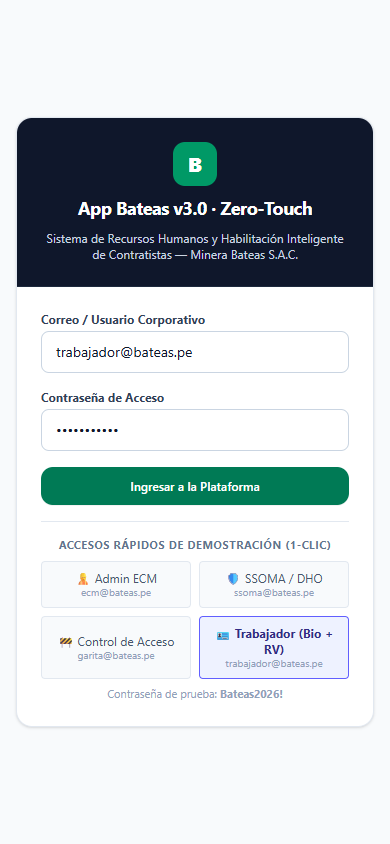 B
App Bateas v3.0 · Zero-Touch
Sistema de Recursos Humanos y Habilitación Inteligente
de Contratistas — Minera Bateas S.A.C.
Correo / Usuario Corporativo
trabajador@bateas.pe
Contraseña de Acceso
•••••••••••
Ingresar a la Plataforma
ACCESOS RÁPIDOS DE DEMOSTRACIÓN (1-CLIC)
Admin ECM
ecm@bateas.pe
SSOMA / DHO
ssoma@bateas.pe
Control de Acceso
garita@bateas.pe
Trabajador (Bio +
RV)
trabajador@bateas.pe
Contraseña de prueba: Bateas2026!